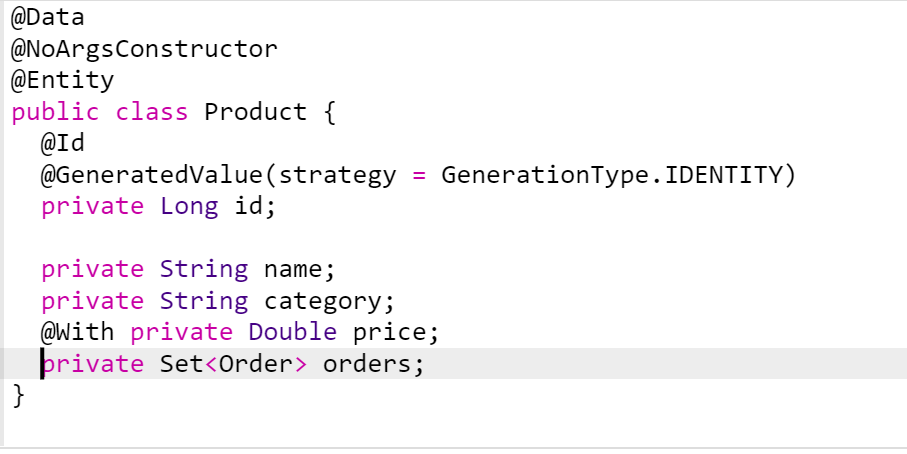 @Data
@NoArgsConstructor
@Entity
public class Product {
  @Id
  @GeneratedValue(strategy = GenerationType.IDENTITY)
  private Long id;

  private String name;
  private String category;
  @With private Double price;
  private Set<Order> orders;
}